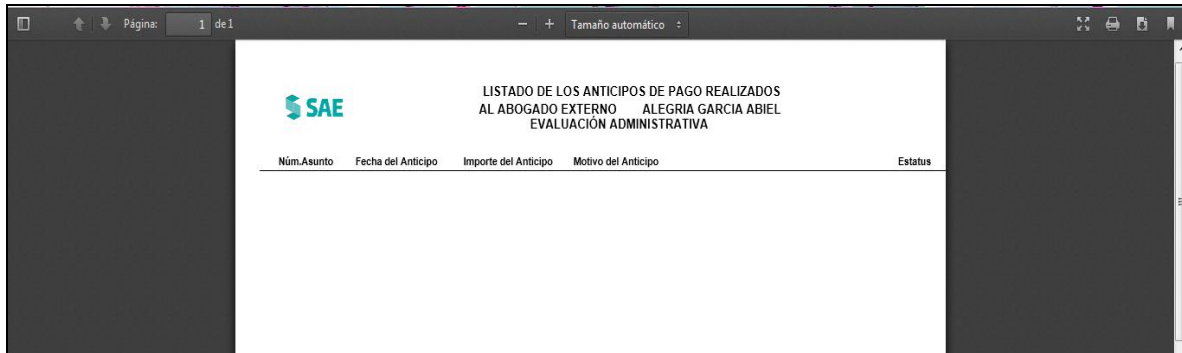 Página: 1 de 1 − + Tamaño automático
SAE
LISTADO DE LOS ANTICIPOS DE PAGO REALIZADOS
AL ABOGADO EXTERNO ALEGRIA GARCIA ABIEL
EVALUACIÓN ADMINISTRATIVA
Núm.Asunto Fecha del Anticipo Importe del Anticipo Motivo del Anticipo Estatus